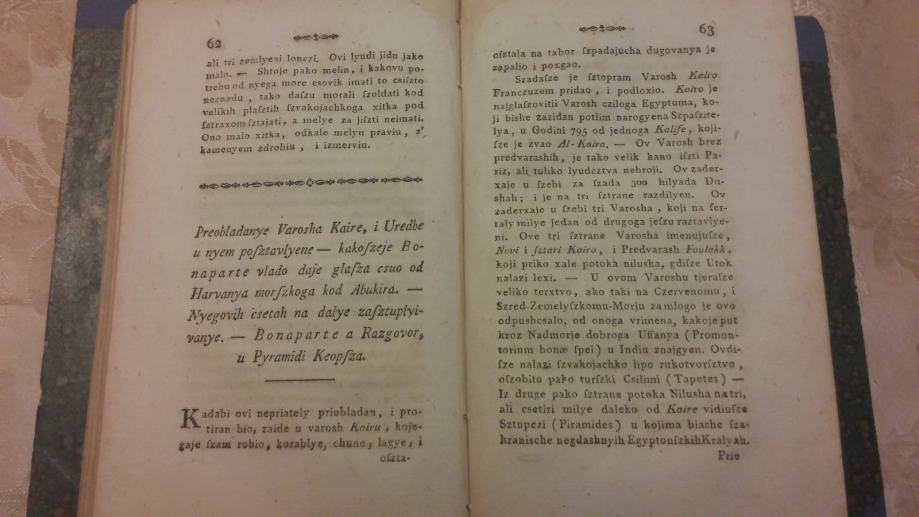 62
ali tri zemlyeni lonczi. Ovi lyudi jidu jako
malo. — Shtoje pako melin, i kakovu po-
trebu od nyega more csovik imati to csiſzto
neznadu, tako daſzu morali ſzoldati kod
velikih plaſztih ſzvakojachkoga xitka pod
ſztraxom ſztajati, a melye za jiſzti neimati.
Ono malo xitka, odkale melyu praviu, z'
kamenyem zdrobiu, i izmerviu.
Preobladanye Varosha Kaire, i Uredbe
u nyem poſztavlyene — kakoſzeje Bo-
naparte vlado daje glaſza csuo od
Harvanya morſzkoga kod Abukira. —
Nyegovih csetah na dalye zaſztuplyi-
vanye. — Bonaparte a Razgovor,
u Pyramidi Keopſza.
Kadabi ovi nepriately priobladan, i pro-
tiran bio, zaide u varosh Kairu, koje-
gaje ſzam robio, korablye, chune, lagye, i
oſzta-
63
oſztala na tabor ſzpadajucha dugovanya je
zapalio i poxgao.
Szadaſze je ſztopram Varosh Kairo
Franczuzem pridao, i podloxio. Kairo je
najglaſzovitii Varosh cziloga Egyptuma, ko-
ji bishe zazidan potlim narogyena Szpaſzite-
lya, u Godini 795 od jednoga Kalife, koji-
ſze je zvao Al-Kaira. — Ov Varosh brez
predvarashih, je tako velik kano iſzti Pa-
riz, ali tuliko lyudcztva nebroji. Ov zader-
xaje u ſzebi za ſzada 300 hilyada Du-
shah; i je na tri ſztrane razdilyen. Ov
zaderxaje u ſzebi tri Varosha, koji na fer-
taly milye jedan od drugoga jeſzu raztavlye-
ni. Ove tri ſztrane Varosha imenujuſze,
Novi i ſztari Kairo, i Predvarash Foulakk,
koji priko xale potoka nilusha, gdiſze Utok
nalazi lexi. — U ovom Varoshu tjeraſze
veliko terxtvo, ako taki na Czervenomu, i
Szred-Zemelyſzkomu-Morju zamlogo je ovo
odpushcsalo, od onoga vrimena, kakoje put
kroz Nadmorje dobroga Uffanya (Promon-
torium bonæ ſpei) u Indiu znajgyen. Ovdi-
ſze nalazi ſzvakojachko lipo rukotvorſztvo,
oſzobito pako turſzki Csilimi (Tapetes) —
Iz druge pako ſztrane potoka Nilusha na tri,
ali csetiri milye daleko od Kaire vidiuſze
Sztupczi (Piramides) u kojima biashe ſza-
hranische negdashnyih Egyptonſzkih Kralyah.
Prie